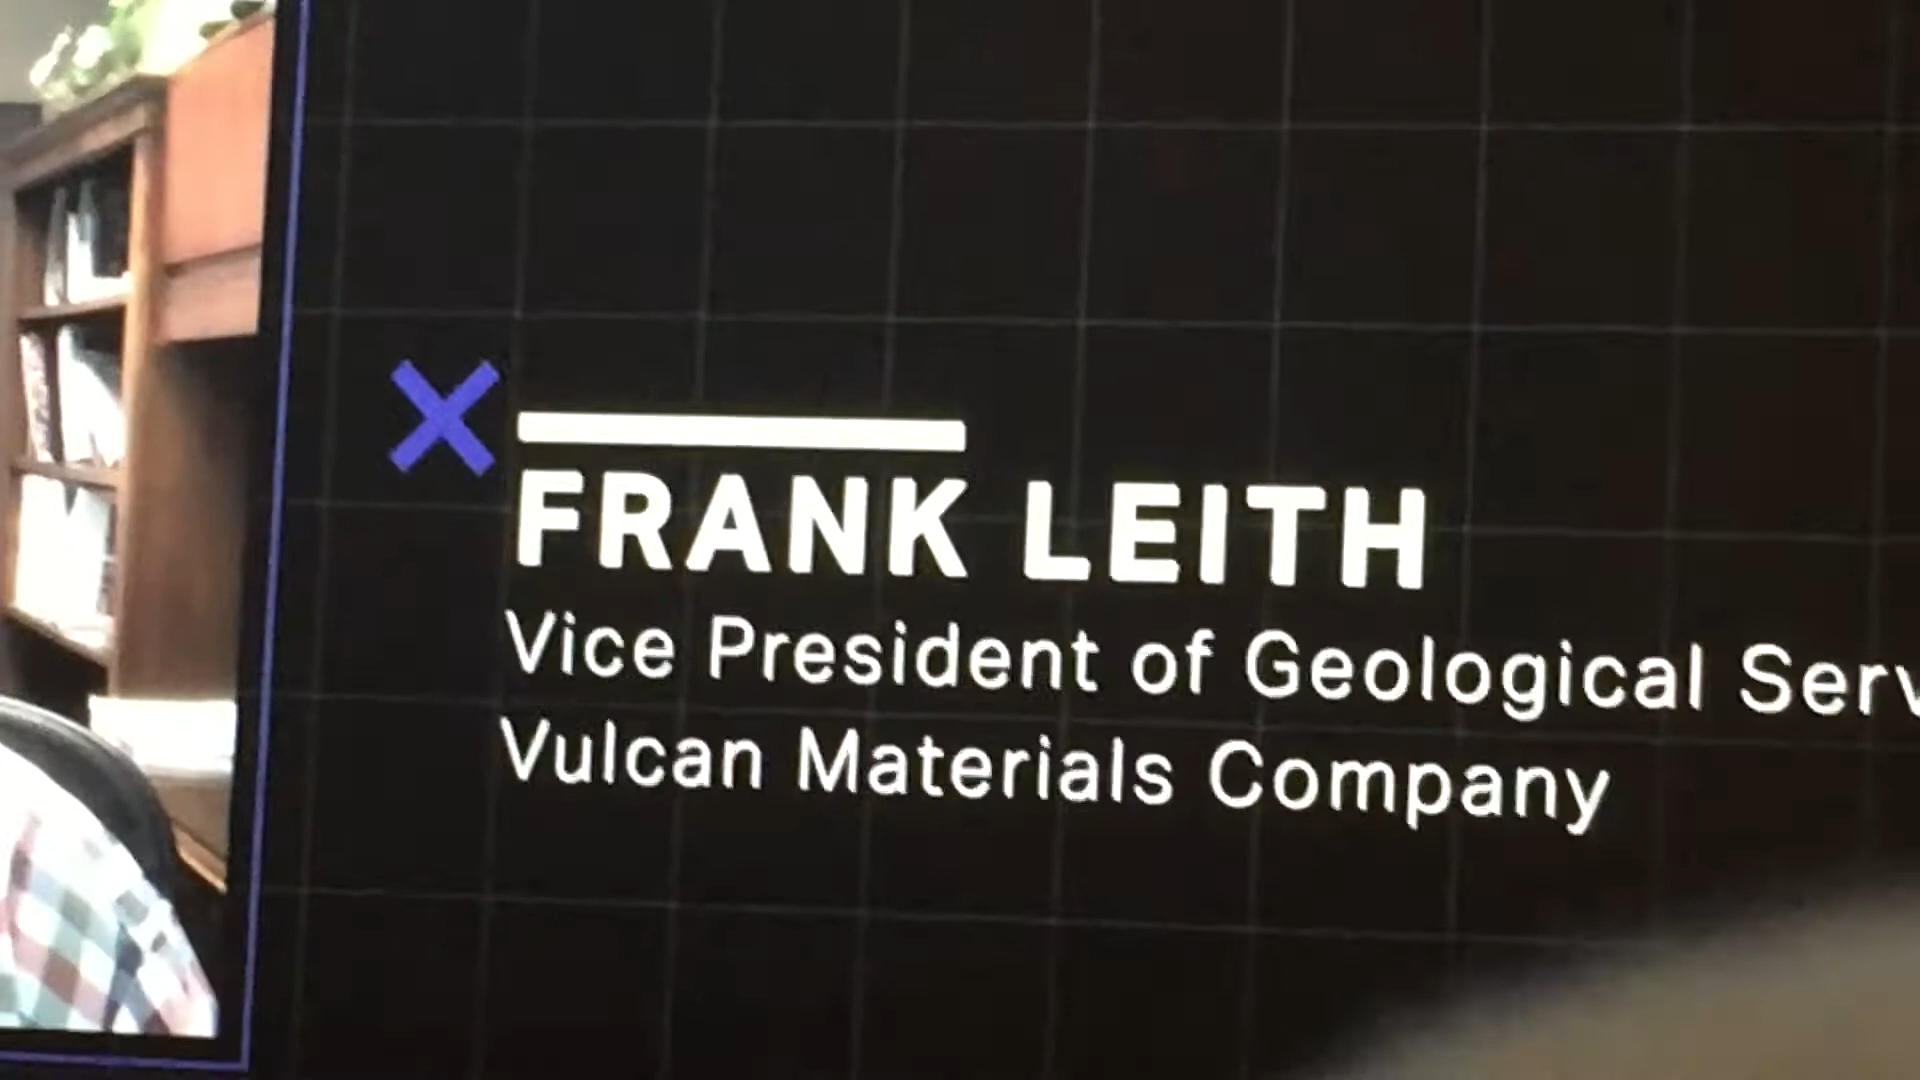 FRANK LEITH
Vice President of Geological
Vulcan Materials Company